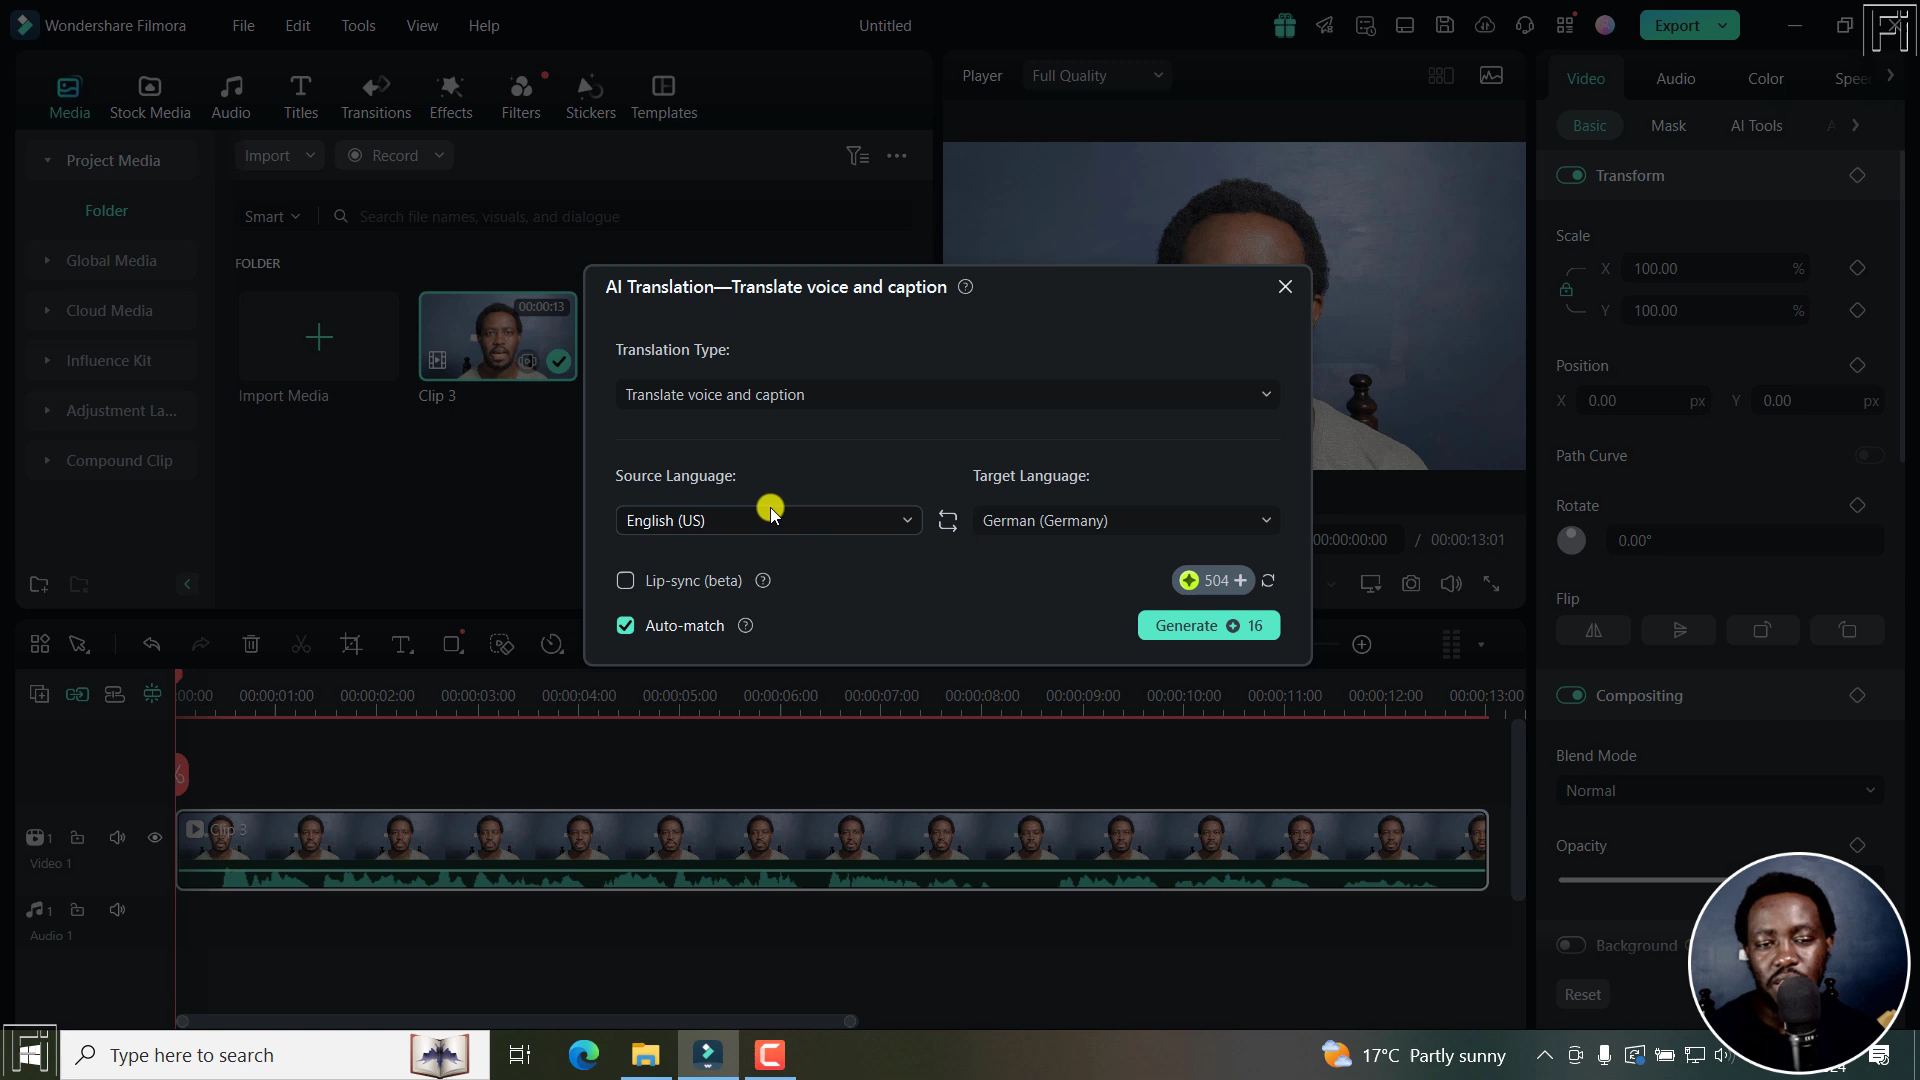 Wondershare Filmora
File
Edit
Tools
View
Help
Untitled
Export
Media
Stock Media
Audio
Titles
Transitions
Effects
Filters
Stickers
Templates
Player
Full Quality
Video
Audio
Color
Basic
Mask
AI Tools
Project Media
Folder
Global Media
Cloud Media
Influence Kit
Adjustment La...
Compound Clip
Import
Record
Smart
Search file names, visuals, and dialogue
FOLDER
Import Media
00:00:13
Clip 3
AI Translation—Translate voice and caption
Translation Type:
Translate voice and caption
Source Language:
Target Language:
English (US)
German (Germany)
Lip-sync (beta)
504
Auto-match
Generate 16
00:00:00:00 / 00:00:13:01
Transform
Scale
X 100.00 %
Y 100.00 %
Position
X 0.00 px Y 0.00 px
Path Curve
Rotate
0.00°
Flip
Compositing
Blend Mode
Normal
Opacity
Background
Reset
:00:00 00:00:01:00 00:00:02:00 00:00:03:00 00:00:04:00 00:00:05:00 00:00:06:00 00:00:07:00 00:00:08:00 00:00:09:00 00:00:10:00 00:00:11:00 00:00:12:00 00:00:13:00
Clip 3
1
Video 1
1
Audio 1
Type here to search
17°C Partly sunny